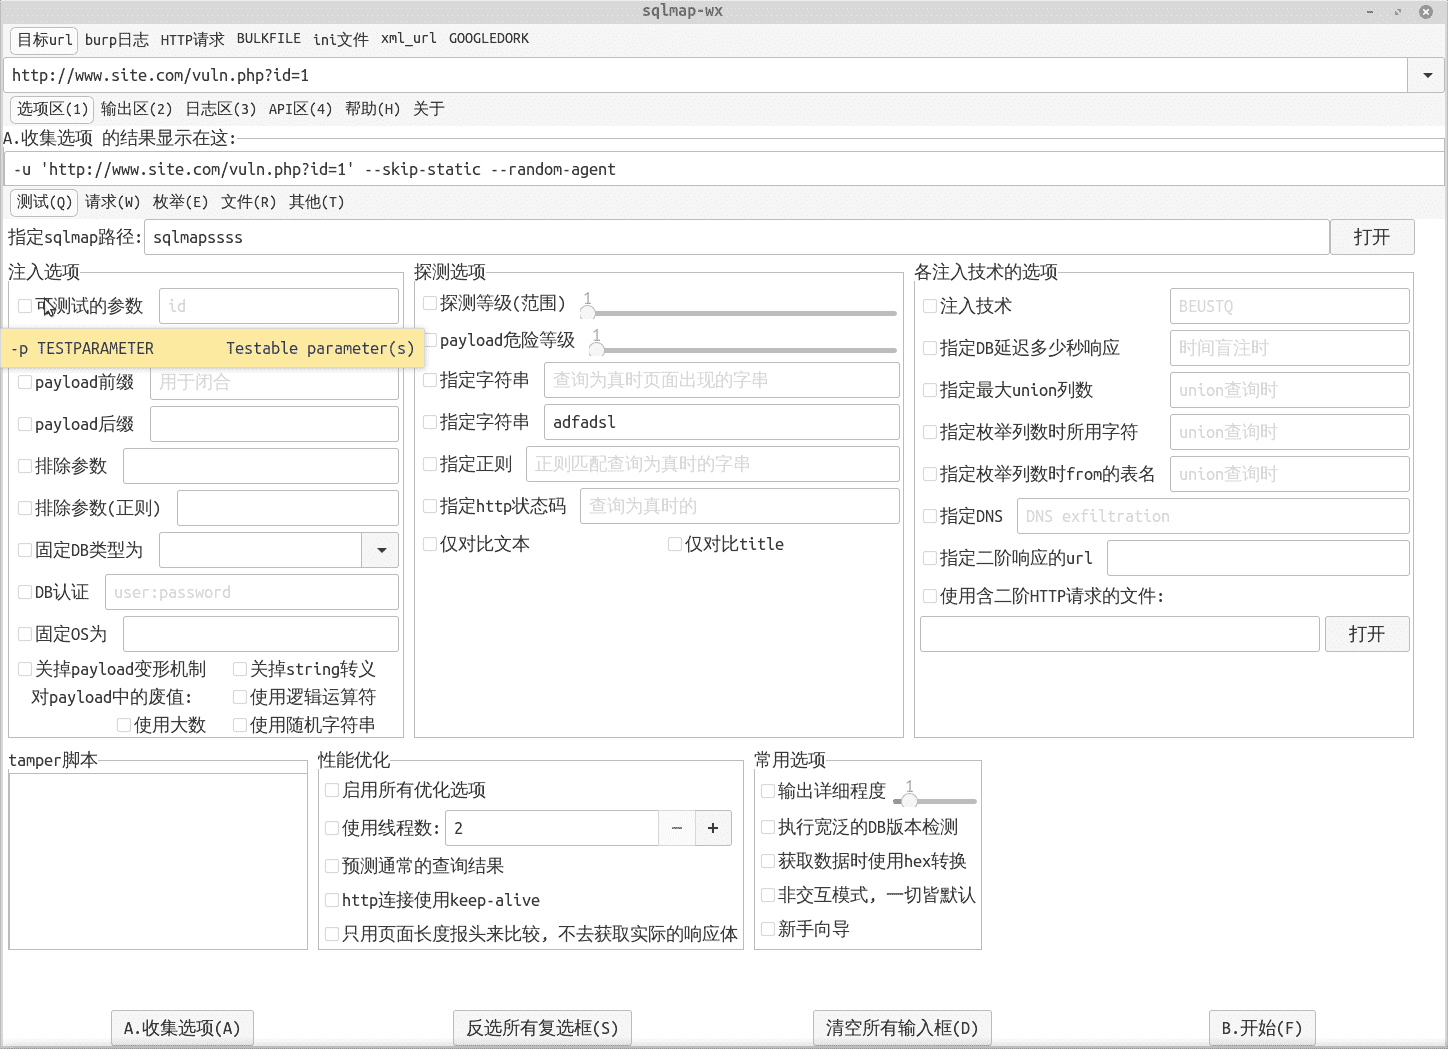 sqlmap-wx
目标url burp日志 HTTP请求 BULKFILE ini文件 xml_url GOOGLEDORK
http://www.site.com/vuln.php?id=1
选项区(1) 输出区(2) 日志区(3) API区(4) 帮助(H) 关于
A.收集选项 的结果显示在这:
-u 'http://www.site.com/vuln.php?id=1' --skip-static --random-agent
测试(Q) 请求(W) 枚举(E) 文件(R) 其他(T)
指定sqlmap路径: sqlmapssss 打开
注入选项
可测试的参数 id
-p TESTPARAMETER Testable parameter(s)
payload前缀 用于闭合
payload后缀
排除参数
排除参数(正则)
固定DB类型为
DB认证 user:password
固定OS为
关掉payload变形机制 关掉string转义
对payload中的废值: 使用逻辑运算符
使用大数 使用随机字符串
探测选项
探测等级(范围) 1
payload危险等级 1
指定字符串 查询为真时页面出现的字串
指定字符串 adfadsl
指定正则 正则匹配查询为真时的字串
指定http状态码 查询为真时的
仅对比文本 仅对比title
各注入技术的选项
注入技术 BEUSTQ
指定DB延迟多少秒响应 时间盲注时
指定最大union列数 union查询时
指定枚举列数时所用字符 union查询时
指定枚举列数时from的表名 union查询时
指定DNS DNS exfiltration
指定二阶响应的url
使用含二阶HTTP请求的文件:
打开
tamper脚本
性能优化
启用所有优化选项
使用线程数: 2 − +
预测通常的查询结果
http连接使用keep-alive
只用页面长度报头来比较, 不去获取实际的响应体
常用选项
输出详细程度 1
执行宽泛的DB版本检测
获取数据时使用hex转换
非交互模式, 一切皆默认
新手向导
A.收集选项(A) 反选所有复选框(S) 清空所有输入框(D) B.开始(F)